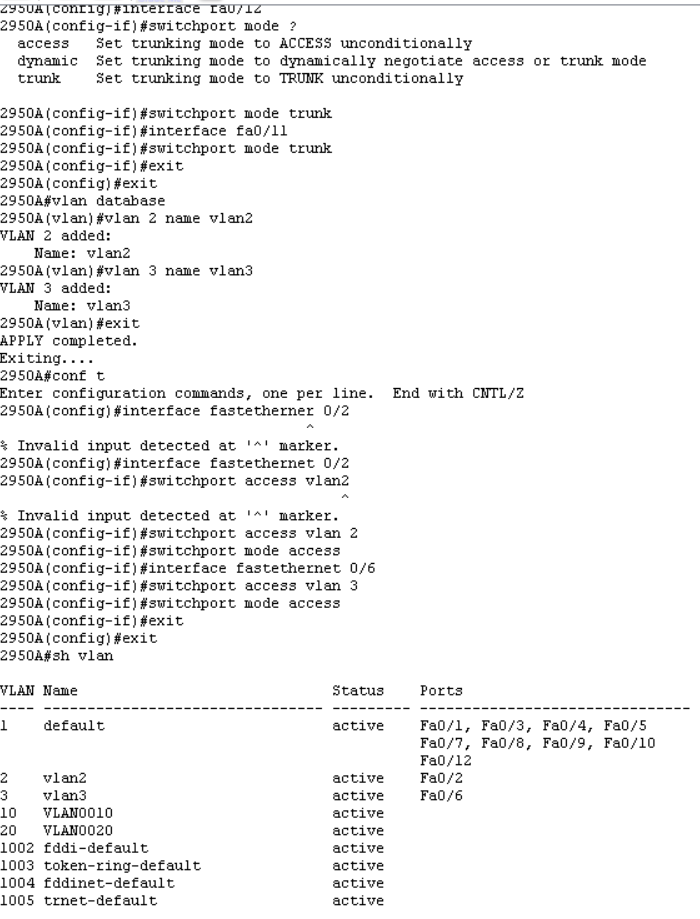 2950A(config)#interface fa0/12
2950A(config-if)#switchport mode ?
  access   Set trunking mode to ACCESS unconditionally
  dynamic  Set trunking mode to dynamically negotiate access or trunk mode
  trunk    Set trunking mode to TRUNK unconditionally

2950A(config-if)#switchport mode trunk
2950A(config-if)#interface fa0/11
2950A(config-if)#switchport mode trunk
2950A(config-if)#exit
2950A(config)#exit
2950A#vlan database
2950A(vlan)#vlan 2 name vlan2
VLAN 2 added:
    Name: vlan2
2950A(vlan)#vlan 3 name vlan3
VLAN 3 added:
    Name: vlan3
2950A(vlan)#exit
APPLY completed.
Exiting....
2950A#conf t
Enter configuration commands, one per line.  End with CNTL/Z
2950A(config)#interface fastetherner 0/2
                                   ^
% Invalid input detected at '^' marker.
2950A(config)#interface fastethernet 0/2
2950A(config-if)#switchport access vlan2
                                       ^
% Invalid input detected at '^' marker.
2950A(config-if)#switchport access vlan 2
2950A(config-if)#switchport mode access
2950A(config-if)#interface fastethernet 0/6
2950A(config-if)#switchport access vlan 3
2950A(config-if)#switchport mode access
2950A(config-if)#exit
2950A(config)#exit
2950A#sh vlan

VLAN Name                             Status    Ports
---- -------------------------------- --------- -------------------------------
1    default                          active    Fa0/1, Fa0/3, Fa0/4, Fa0/5
                                                Fa0/7, Fa0/8, Fa0/9, Fa0/10
                                                Fa0/12
2    vlan2                            active    Fa0/2
3    vlan3                            active    Fa0/6
10   VLAN0010                         active
20   VLAN0020                         active
1002 fddi-default                     active
1003 token-ring-default               active
1004 fddinet-default                  active
1005 trnet-default                    active